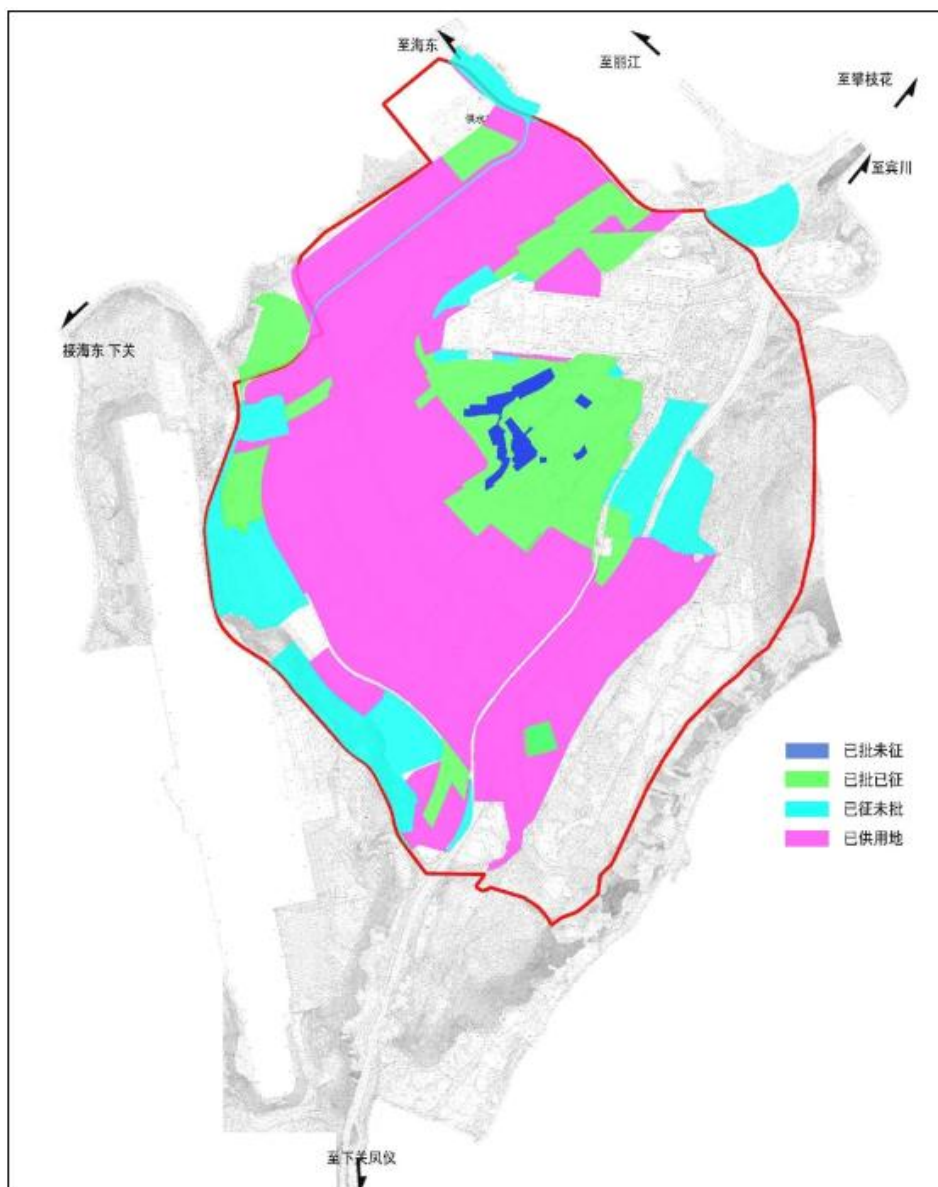 至海东
至丽江
至攀枝花
供水
至宾川
接海东 下关
已批未征
已批已征
已征未批
已供用地
至下关凤仪